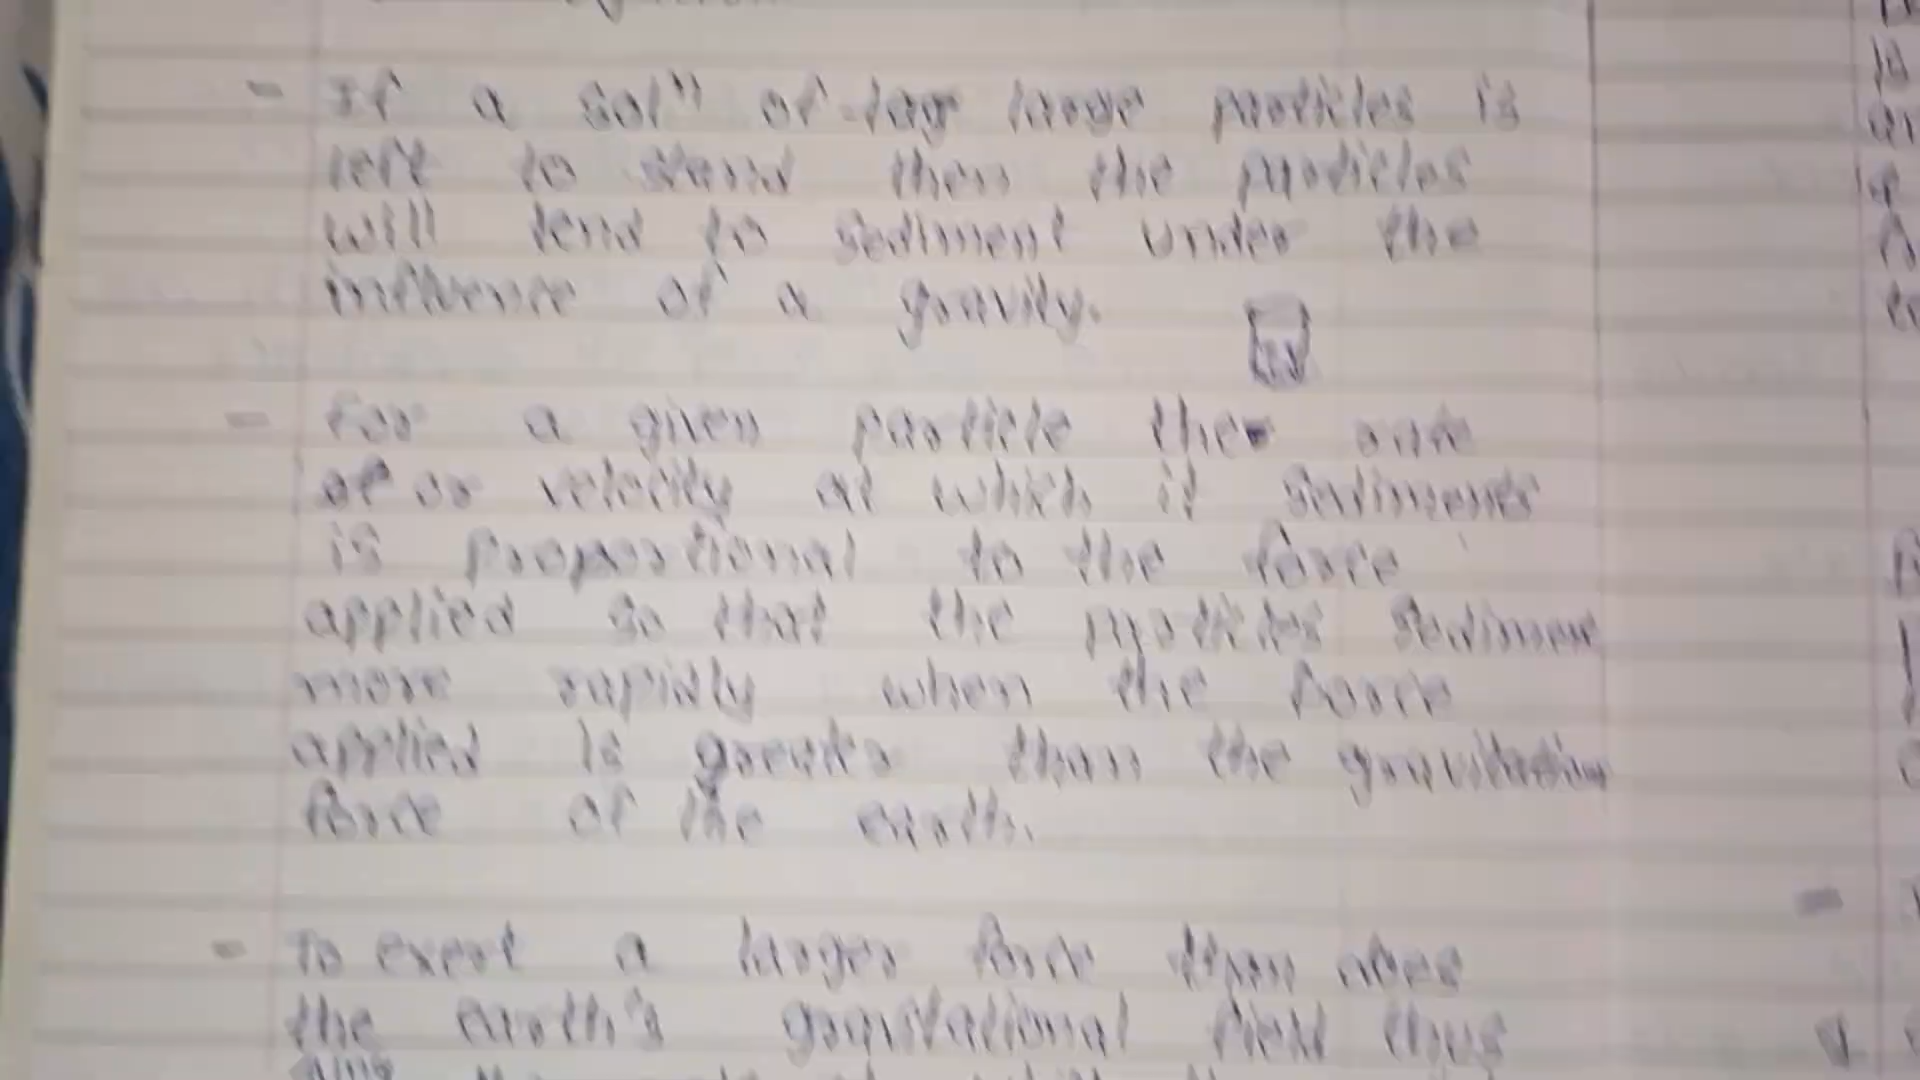 - If a solⁿ of lag large particles is
left to stand then the particles
will tend to sediment under the
influence of a gravity.
- For a given particle the rate
of or velocity at which it sediments
is proportional to the force
applied so that the particles sediment
more rapidly when the force
applied is greater than the gravitation
force of the earth.
- To exert a larger force than does
the earth's gravitational field thus